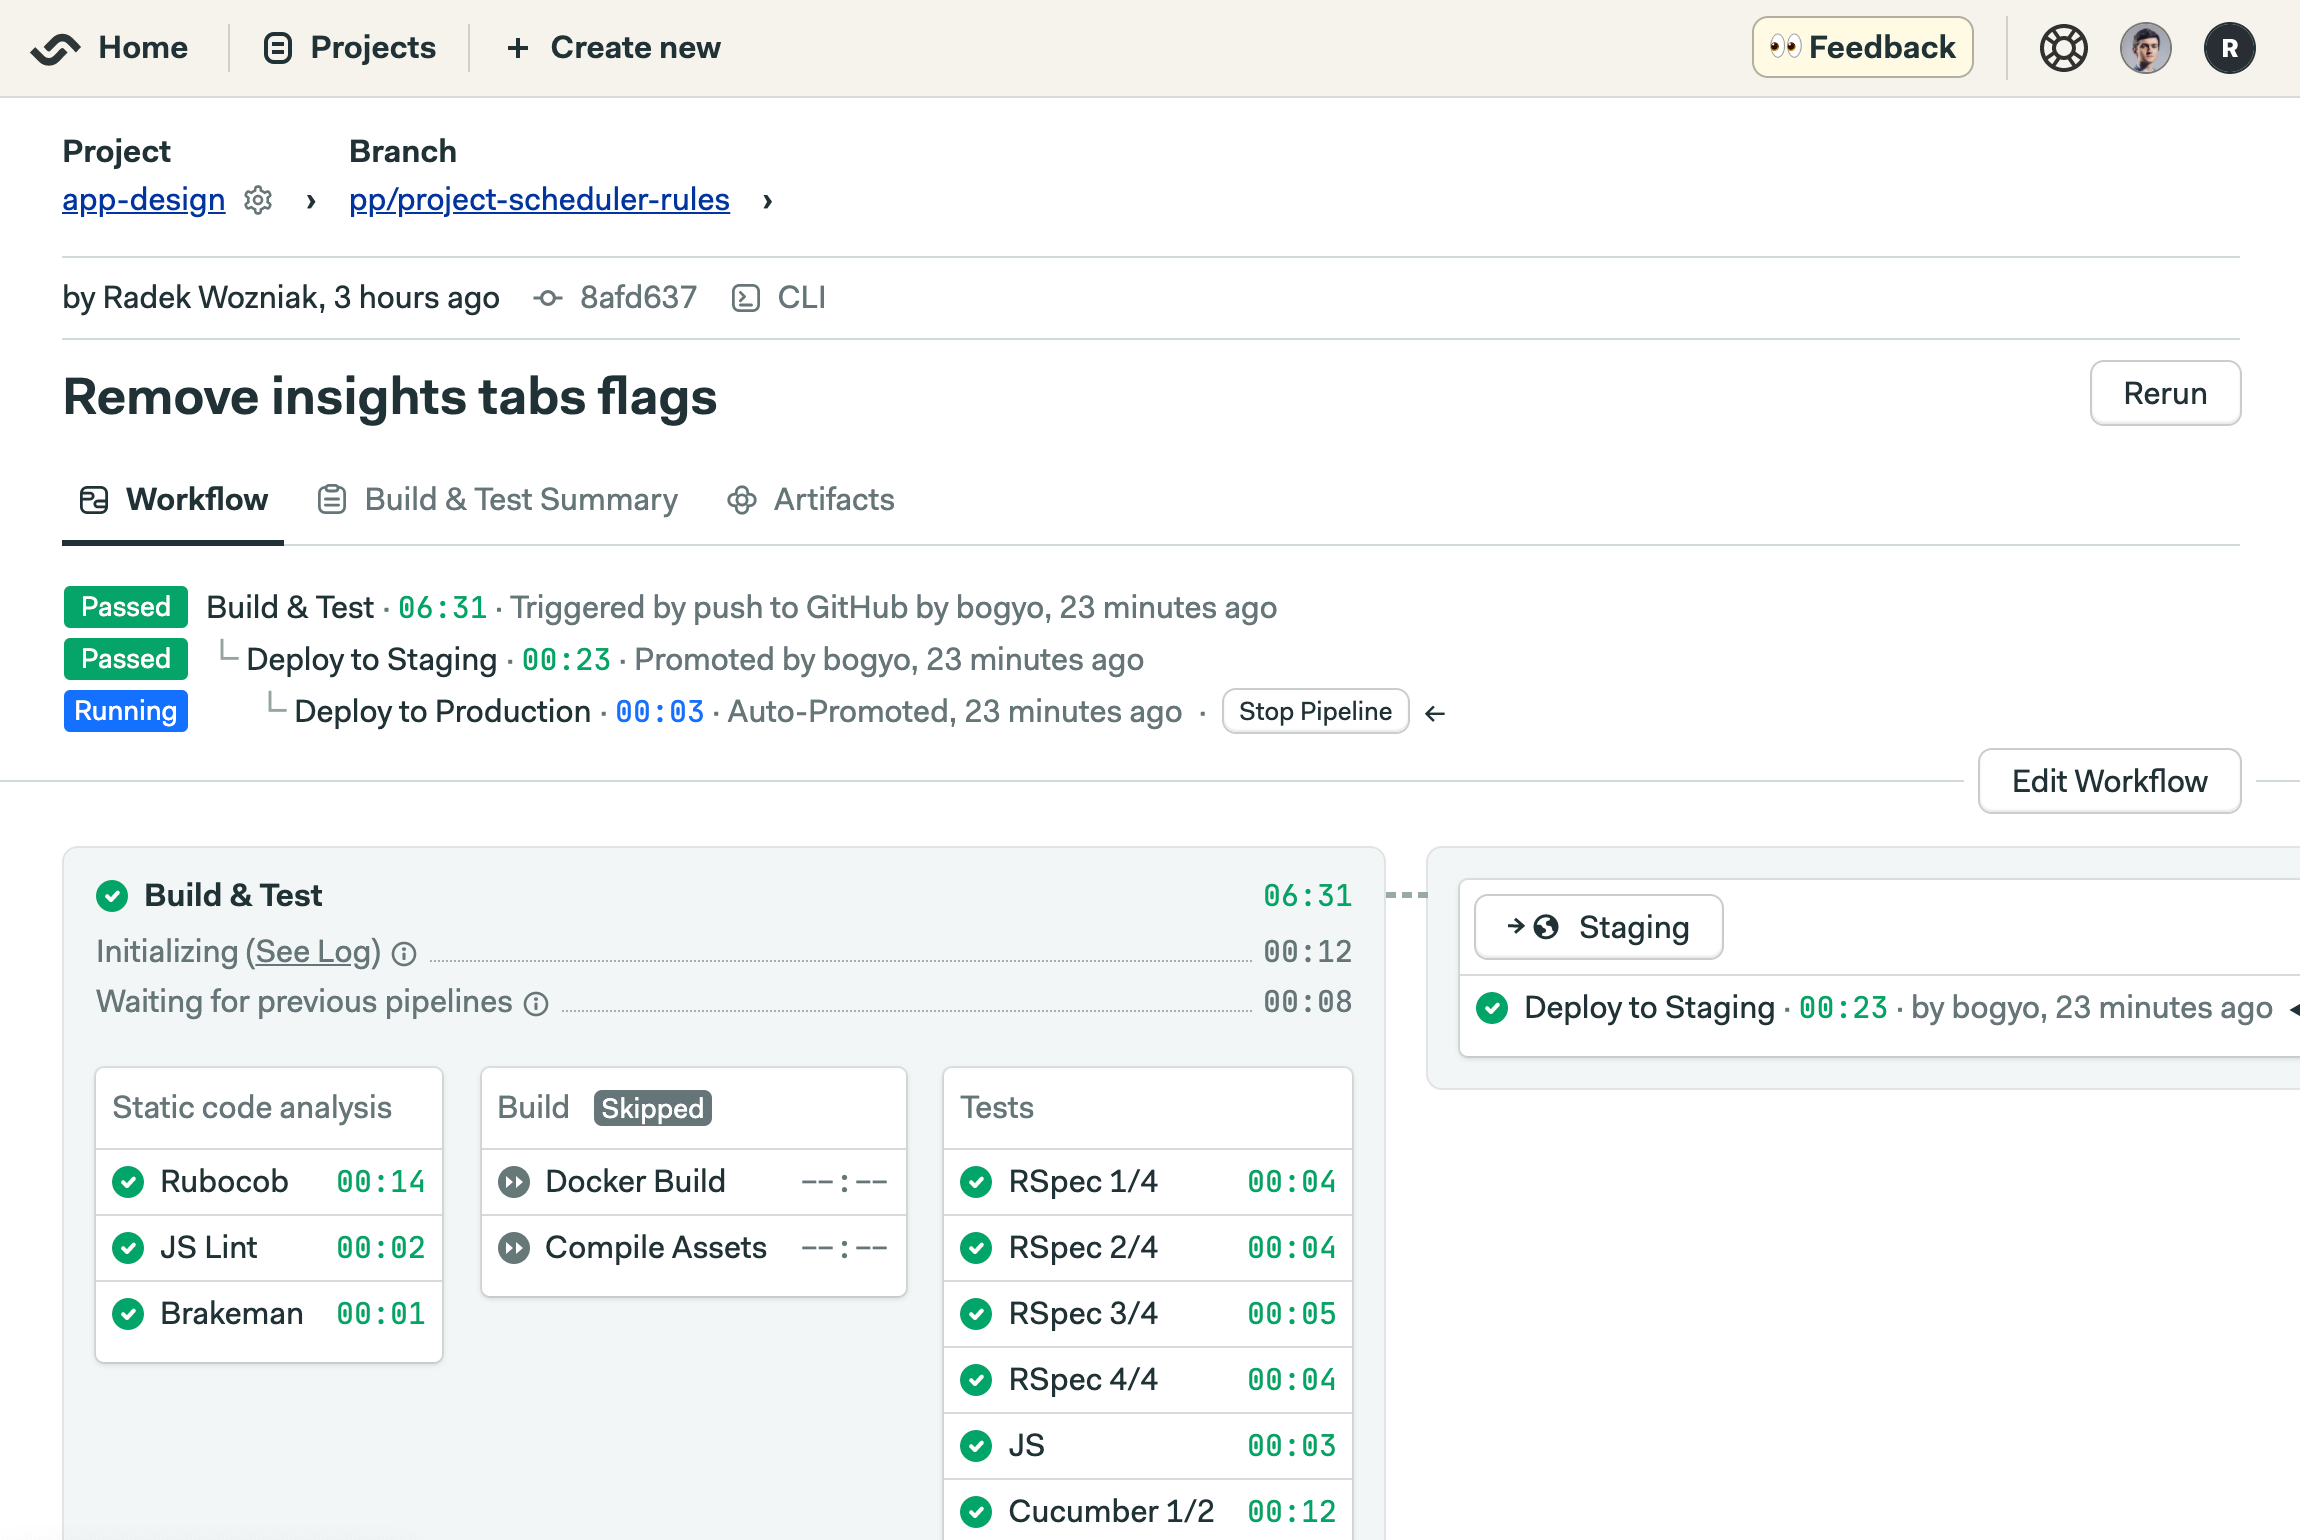 Home Projects + Create new 👀 Feedback R
Project Branch
app-design › pp/project-scheduler-rules ›
by Radek Wozniak, 3 hours ago 8afd637 CLI
Remove insights tabs flags Rerun
Workflow Build & Test Summary Artifacts
Passed Build & Test · 06:31 · Triggered by push to GitHub by bogyo, 23 minutes ago
Passed Deploy to Staging · 00:23 · Promoted by bogyo, 23 minutes ago
Running Deploy to Production · 00:03 · Auto-Promoted, 23 minutes ago · Stop Pipeline ←
Edit Workflow
Build & Test 06:31
Initializing (See Log) 00:12
Waiting for previous pipelines 00:08
Static code analysis
Rubocob 00:14
JS Lint 00:02
Brakeman 00:01
Build Skipped
Docker Build --:--
Compile Assets --:--
Tests
RSpec 1/4 00:04
RSpec 2/4 00:04
RSpec 3/4 00:05
RSpec 4/4 00:04
JS 00:03
Cucumber 1/2 00:12
→ Staging
Deploy to Staging · 00:23 · by bogyo, 23 minutes ago